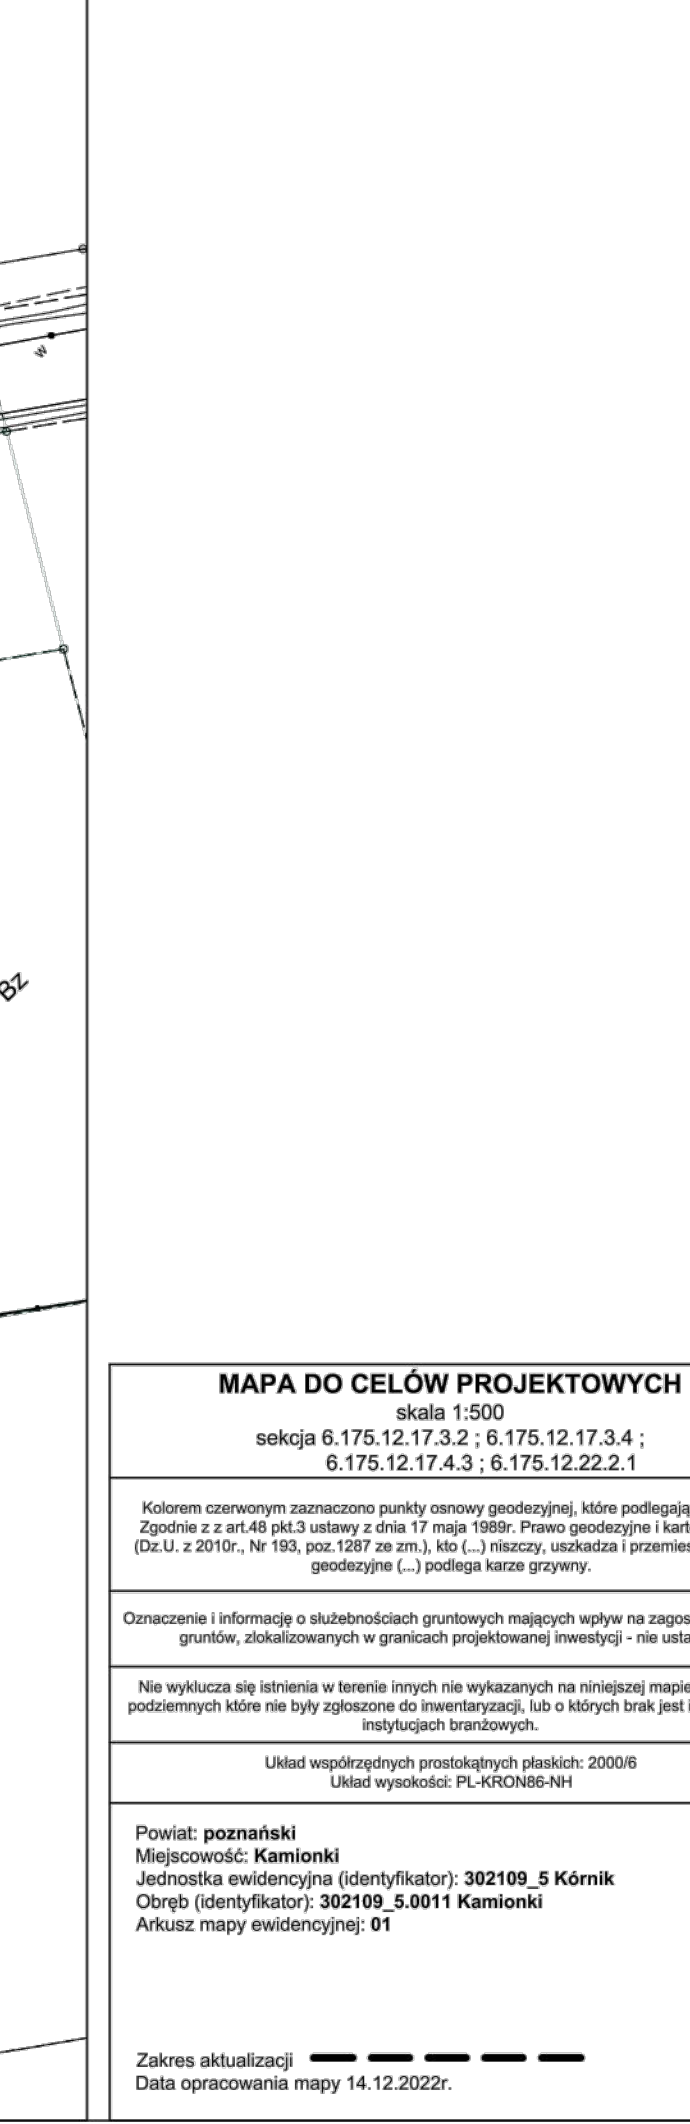 w
Bz
MAPA DO CELÓW PROJEKTOWYCH
skala 1:500
sekcja 6.175.12.17.3.2 ; 6.175.12.17.3.4 ;
6.175.12.17.4.3 ; 6.175.12.22.2.1
Kolorem czerwonym zaznaczono punkty osnowy geodezyjnej, które podlegają
Zgodnie z z art.48 pkt.3 ustawy z dnia 17 maja 1989r. Prawo geodezyjne i kart
(Dz.U. z 2010r., Nr 193, poz.1287 ze zm.), kto (...) niszczy, uszkadza i przemies
geodezyjne (...) podlega karze grzywny.
Oznaczenie i informację o służebnościach gruntowych mających wpływ na zagos
gruntów, zlokalizowanych w granicach projektowanej inwestycji - nie usta
Nie wyklucza się istnienia w terenie innych nie wykazanych na niniejszej mapie
podziemnych które nie były zgłoszone do inwentaryzacji, lub o których brak jest i
instytucjach branżowych.
Układ współrzędnych prostokątnych płaskich: 2000/6
Układ wysokości: PL-KRON86-NH
Powiat: poznański
Miejscowość: Kamionki
Jednostka ewidencyjna (identyfikator): 302109_5 Kórnik
Obręb (identyfikator): 302109_5.0011 Kamionki
Arkusz mapy ewidencyjnej: 01
Zakres aktualizacji
Data opracowania mapy 14.12.2022r.